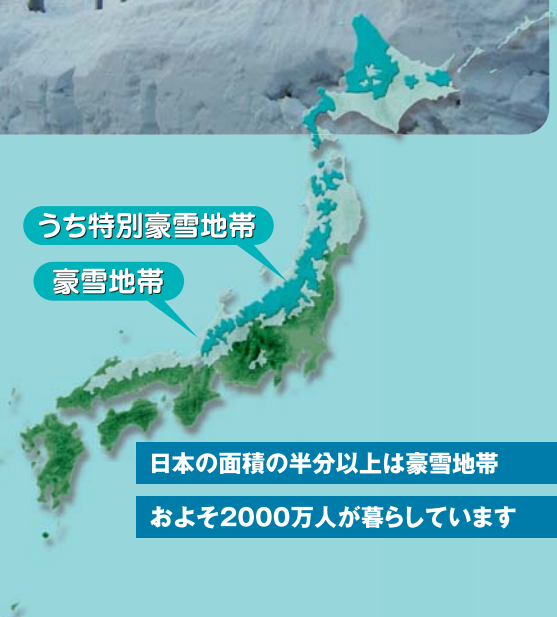 うち特別豪雪地帯
豪雪地帯
日本の面積の半分以上は豪雪地帯
およそ2000万人が暮らしています